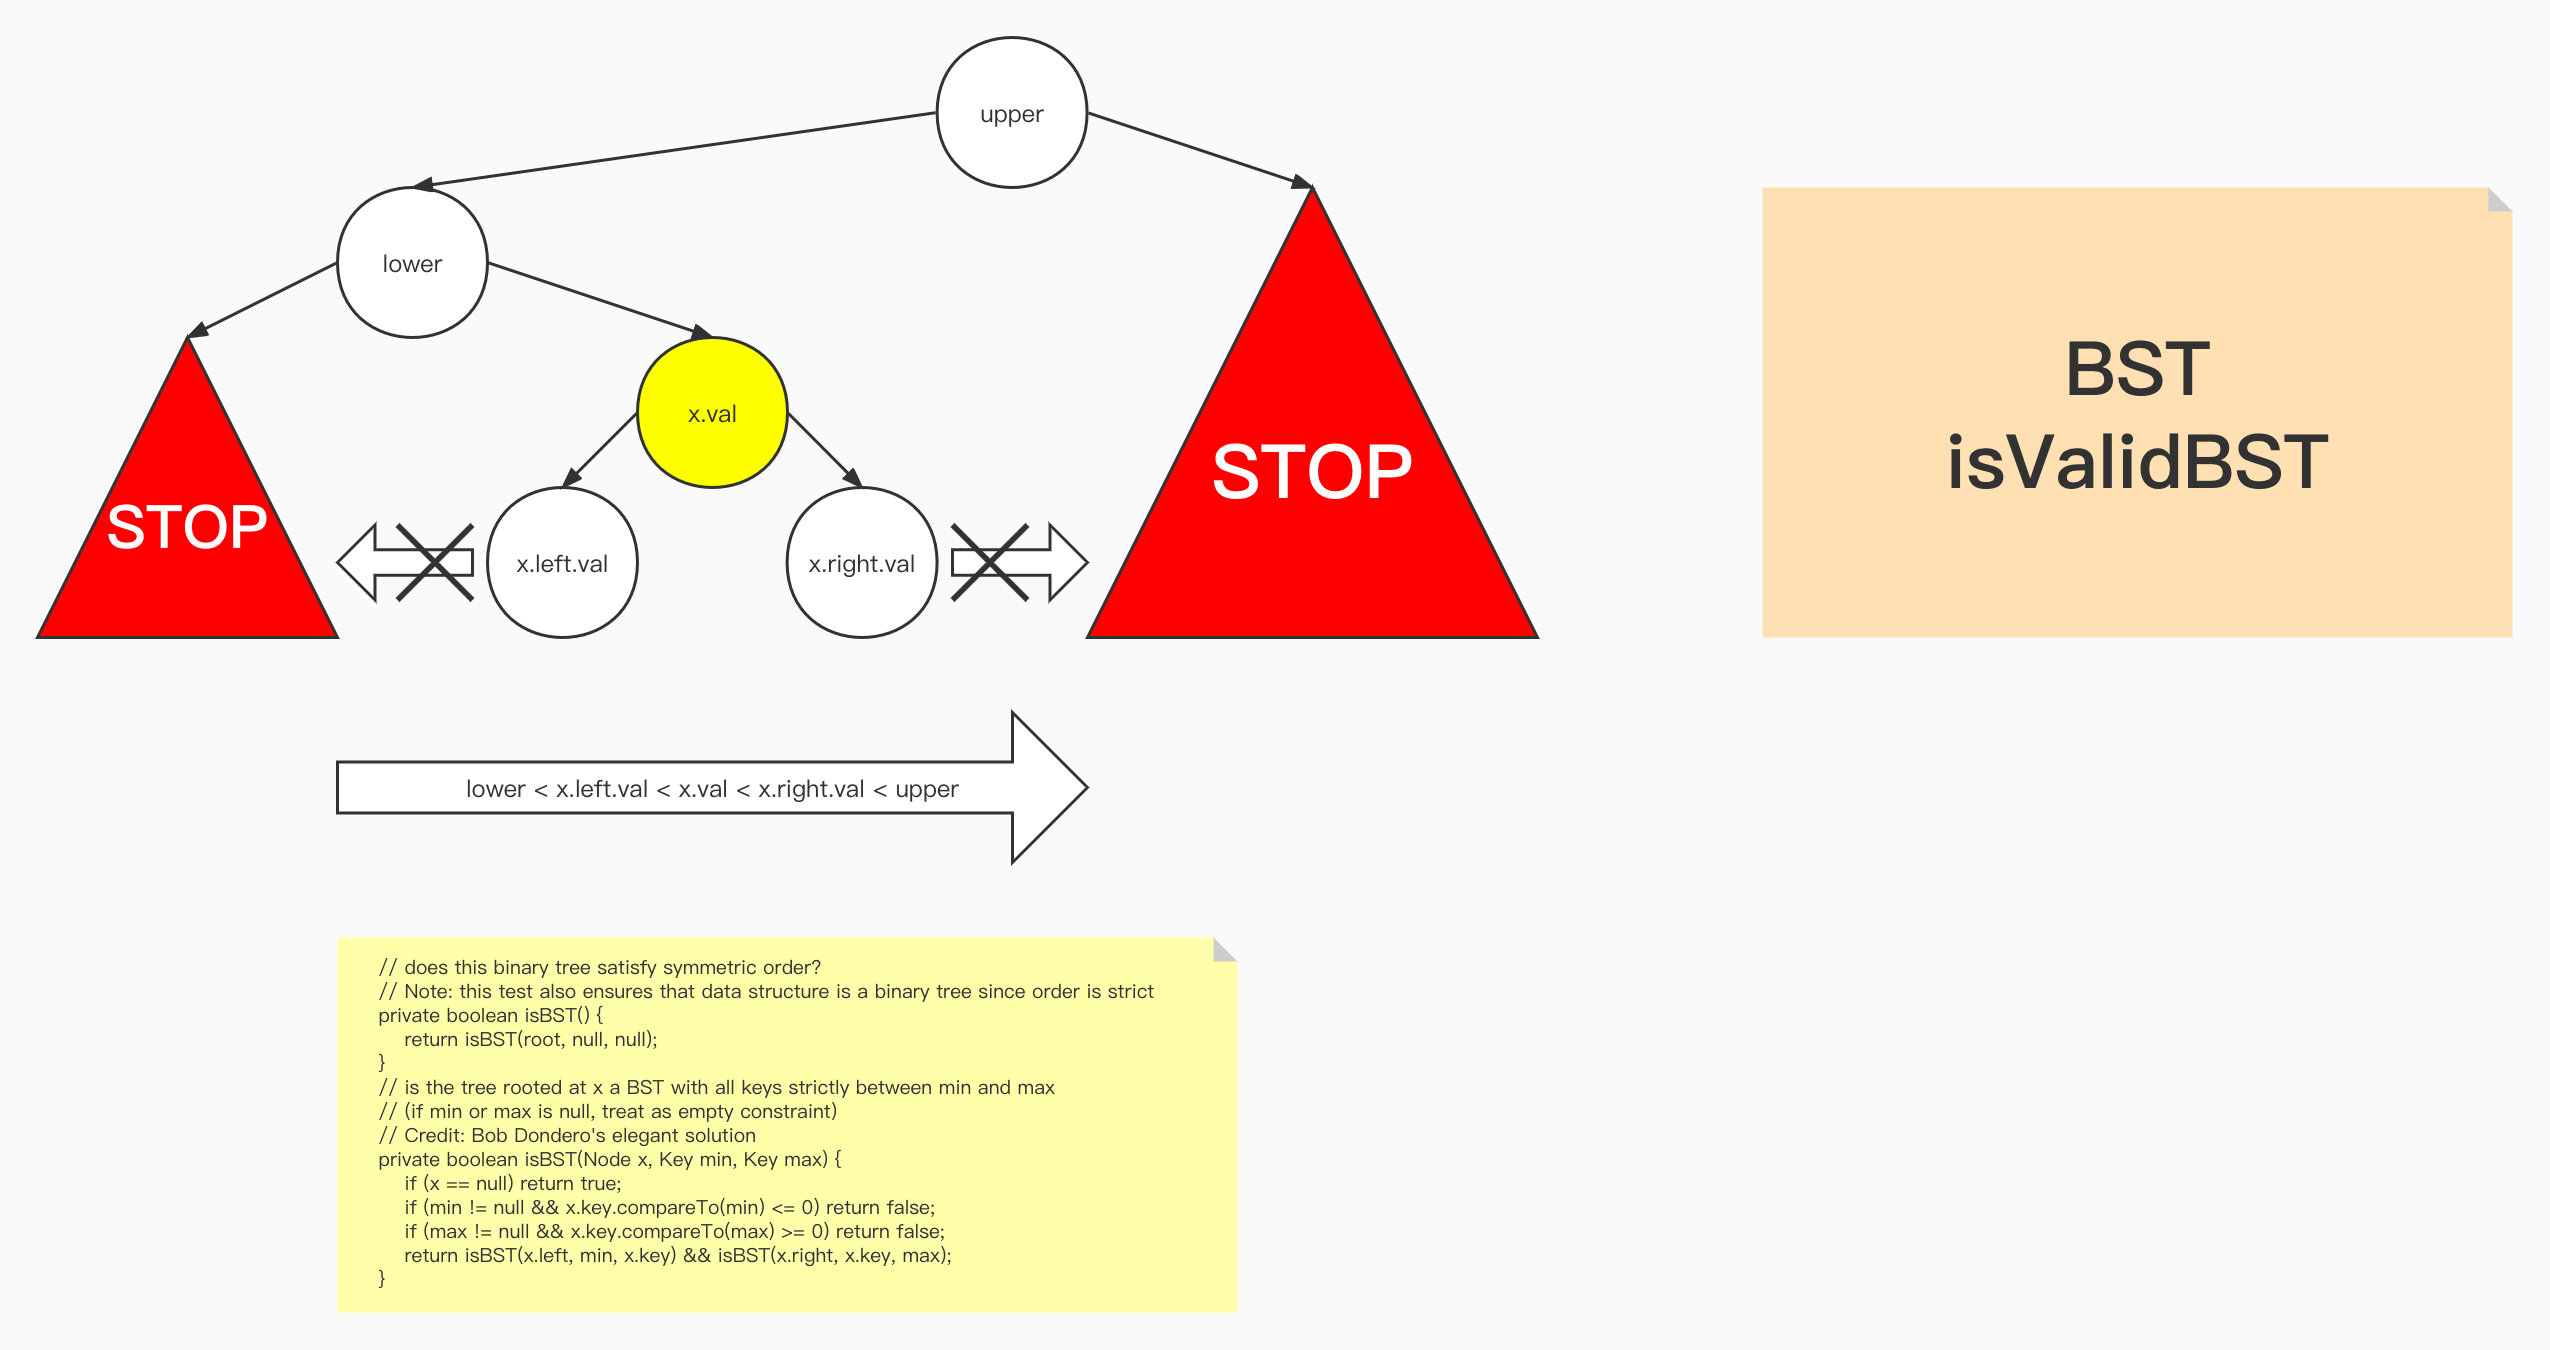 upper
lower
x.val
STOP
BST
isValidBST
STOP
x.left.val
x.right.val
lower < x.left.val < x.val < x.right.val < upper
// does this binary tree satisfy symmetric order?
// Note: this test also ensures that data structure is a binary tree since order is strict
private boolean isBST() {
    return isBST(root, null, null);
}
// is the tree rooted at x a BST with all keys strictly between min and max
// (if min or max is null, treat as empty constraint)
// Credit: Bob Dondero's elegant solution
private boolean isBST(Node x, Key min, Key max) {
    if (x == null) return true;
    if (min != null && x.key.compareTo(min) <= 0) return false;
    if (max != null && x.key.compareTo(max) >= 0) return false;
    return isBST(x.left, min, x.key) && isBST(x.right, x.key, max);
}